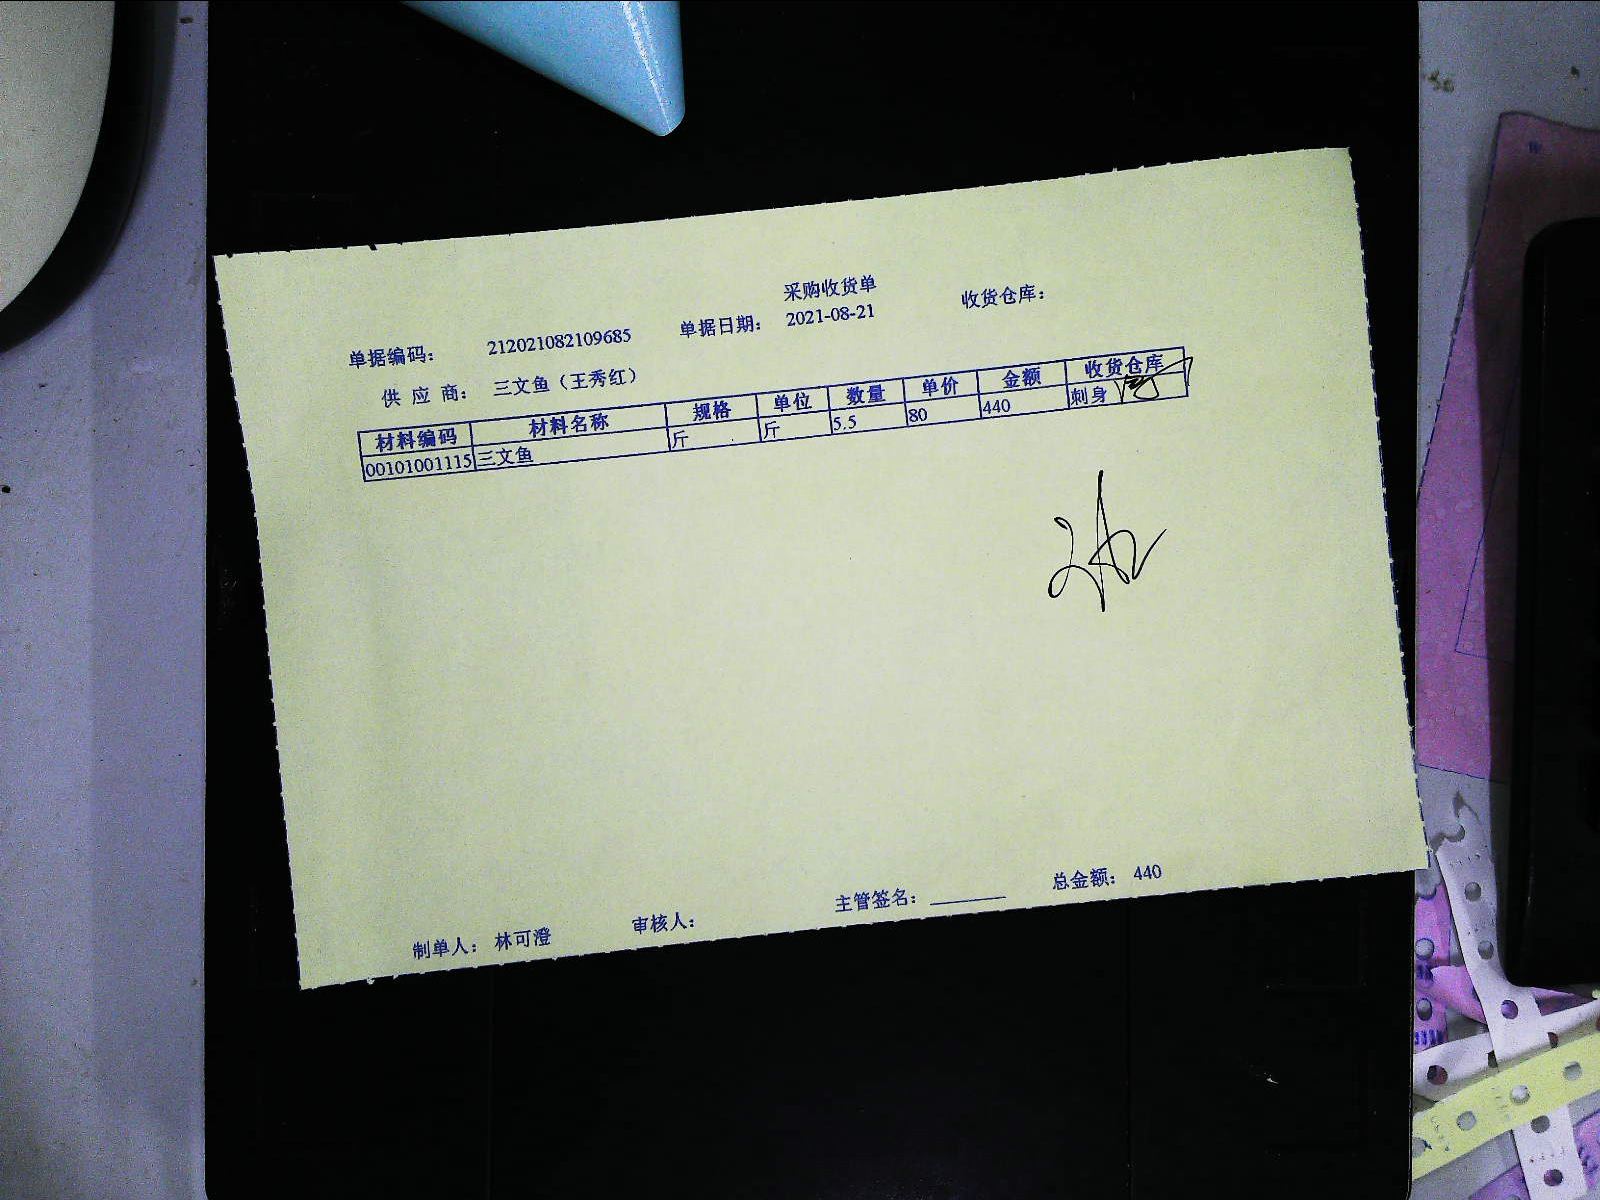 采购收货单
单据编码： 212021082109685 单据日期： 2021-08-21 收货仓库：
供 应 商： 三文鱼（王秀红）
材料编码 材料名称 规格 单位 数量 单价 金额 收货仓库
00101001115 三文鱼 斤 斤 5.5 80 440 刺身
制单人： 林可澄 审核人： 主管签名： 总金额： 440